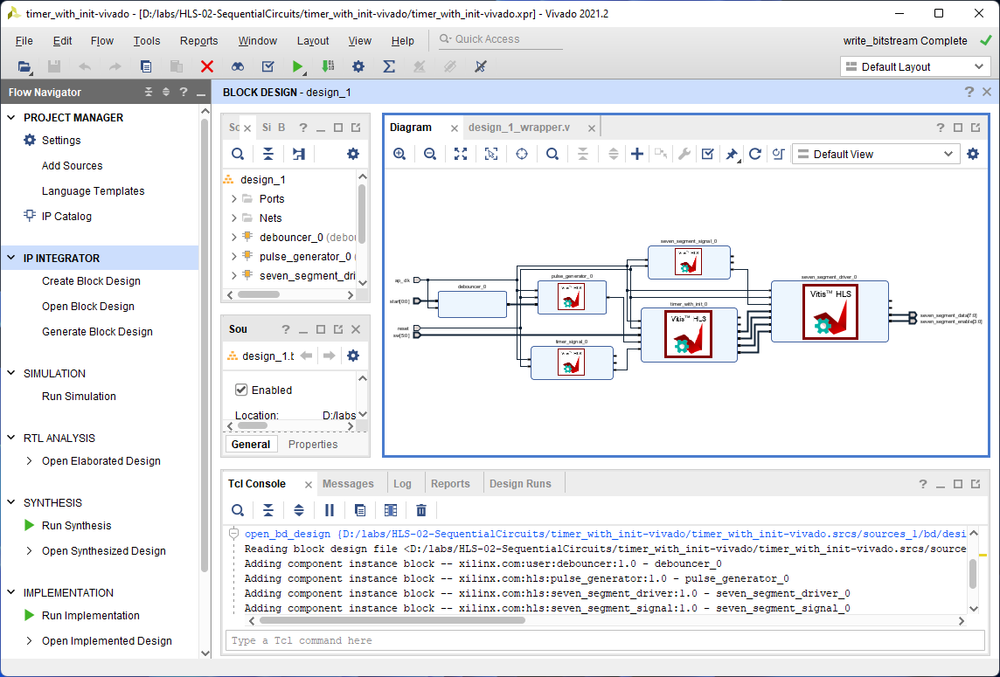 timer_with_init-vivado - [D:/labs/HLS-02-SequentialCircuits/timer_with_init-vivado/timer_with_init-vivado.xpr] - Vivado 2021.2
File Edit Flow Tools Reports Window Layout View Help Quick Access
write_bitstream Complete
Default Layout
Flow Navigator
PROJECT MANAGER
Settings
Add Sources
Language Templates
IP Catalog
IP INTEGRATOR
Create Block Design
Open Block Design
Generate Block Design
SIMULATION
Run Simulation
RTL ANALYSIS
Open Elaborated Design
SYNTHESIS
Run Synthesis
Open Synthesized Design
IMPLEMENTATION
Run Implementation
Open Implemented Design
BLOCK DESIGN - design_1
Sc Si B
design_1
Ports
Nets
debouncer_0 (debou
pulse_generator_0 (
seven_segment_dri
Sou
design_1.b
Enabled
Location: D:/labs
General Properties
Diagram design_1_wrapper.v
Default View
seven_segment_signal_0
Vitis™ HLS
ap_clk
start[0:0]
reset
sw[5:0]
debouncer_0
pulse_generator_0
Vitis™ HLS
timer_signal_0
Vitis™ HLS
timer_with_init_0
Vitis™ HLS
seven_segment_driver_0
Vitis™ HLS
seven_segment_data[7:0]
seven_segment_enable[3:0]
Tcl Console Messages Log Reports Design Runs
open_bd_design {D:/labs/HLS-02-SequentialCircuits/timer_with_init-vivado/timer_with_init-vivado.srcs/sources_1/bd/desi
Reading block design file <D:/labs/HLS-02-SequentialCircuits/timer_with_init-vivado/timer_with_init-vivado.srcs/source
Adding component instance block -- xilinx.com:user:debouncer:1.0 - debouncer_0
Adding component instance block -- xilinx.com:hls:pulse_generator:1.0 - pulse_generator_0
Adding component instance block -- xilinx.com:hls:seven_segment_driver:1.0 - seven_segment_driver_0
Adding component instance block -- xilinx.com:hls:seven_segment_signal:1.0 - seven_segment_signal_0
Type a Tcl command here